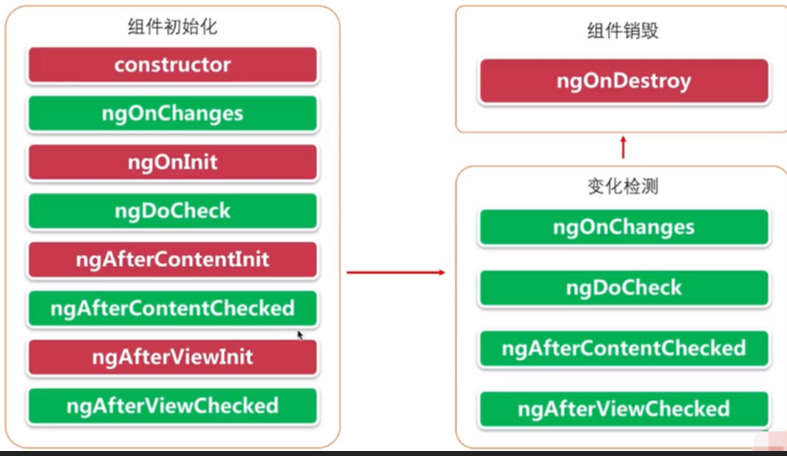 组件初始化
constructor
ngOnChanges
ngOnInit
ngDoCheck
ngAfterContentInit
ngAfterContentChecked
ngAfterViewInit
ngAfterViewChecked
组件销毁
ngOnDestroy
变化检测
ngOnChanges
ngDoCheck
ngAfterContentChecked
ngAfterViewChecked